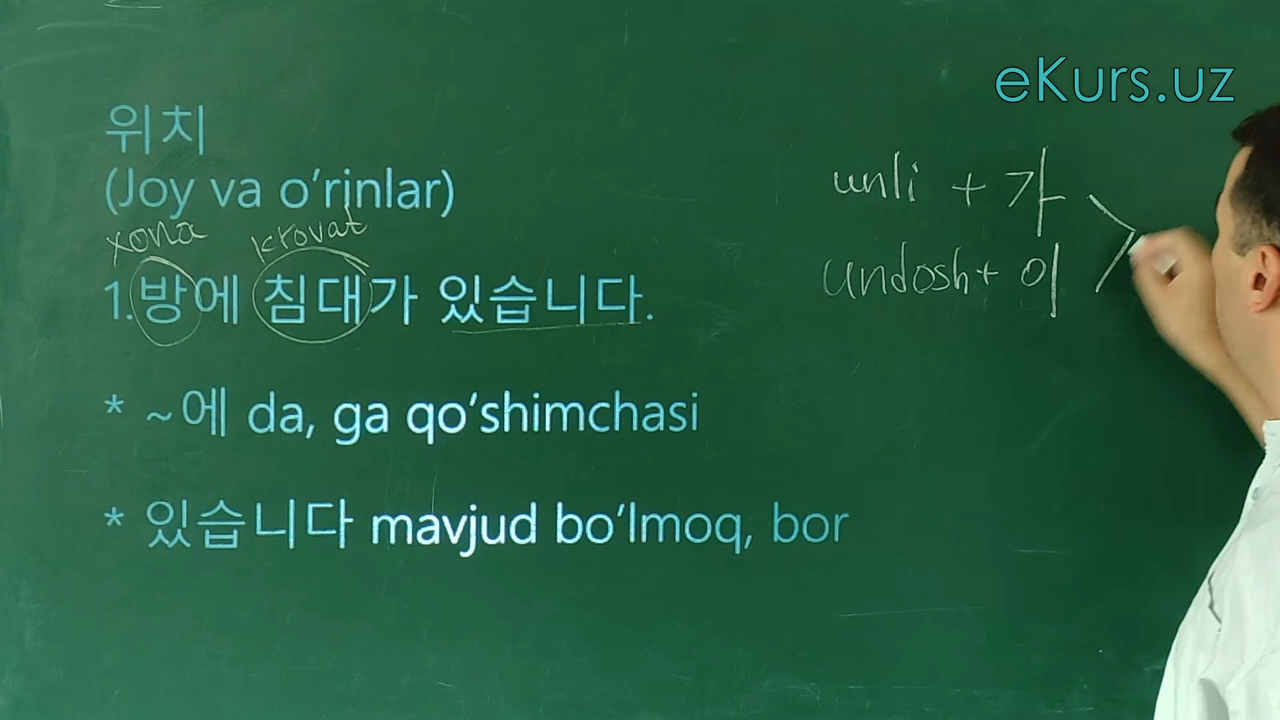 eKurs.uz
위치
(Joy va o‘rinlar)
xona krovat
1.방에 침대가 있습니다.
* ~에 da, ga qo‘shimchasi
* 있습니다 mavjud bo‘lmoq, bor
unli + 가
undosh+ 이